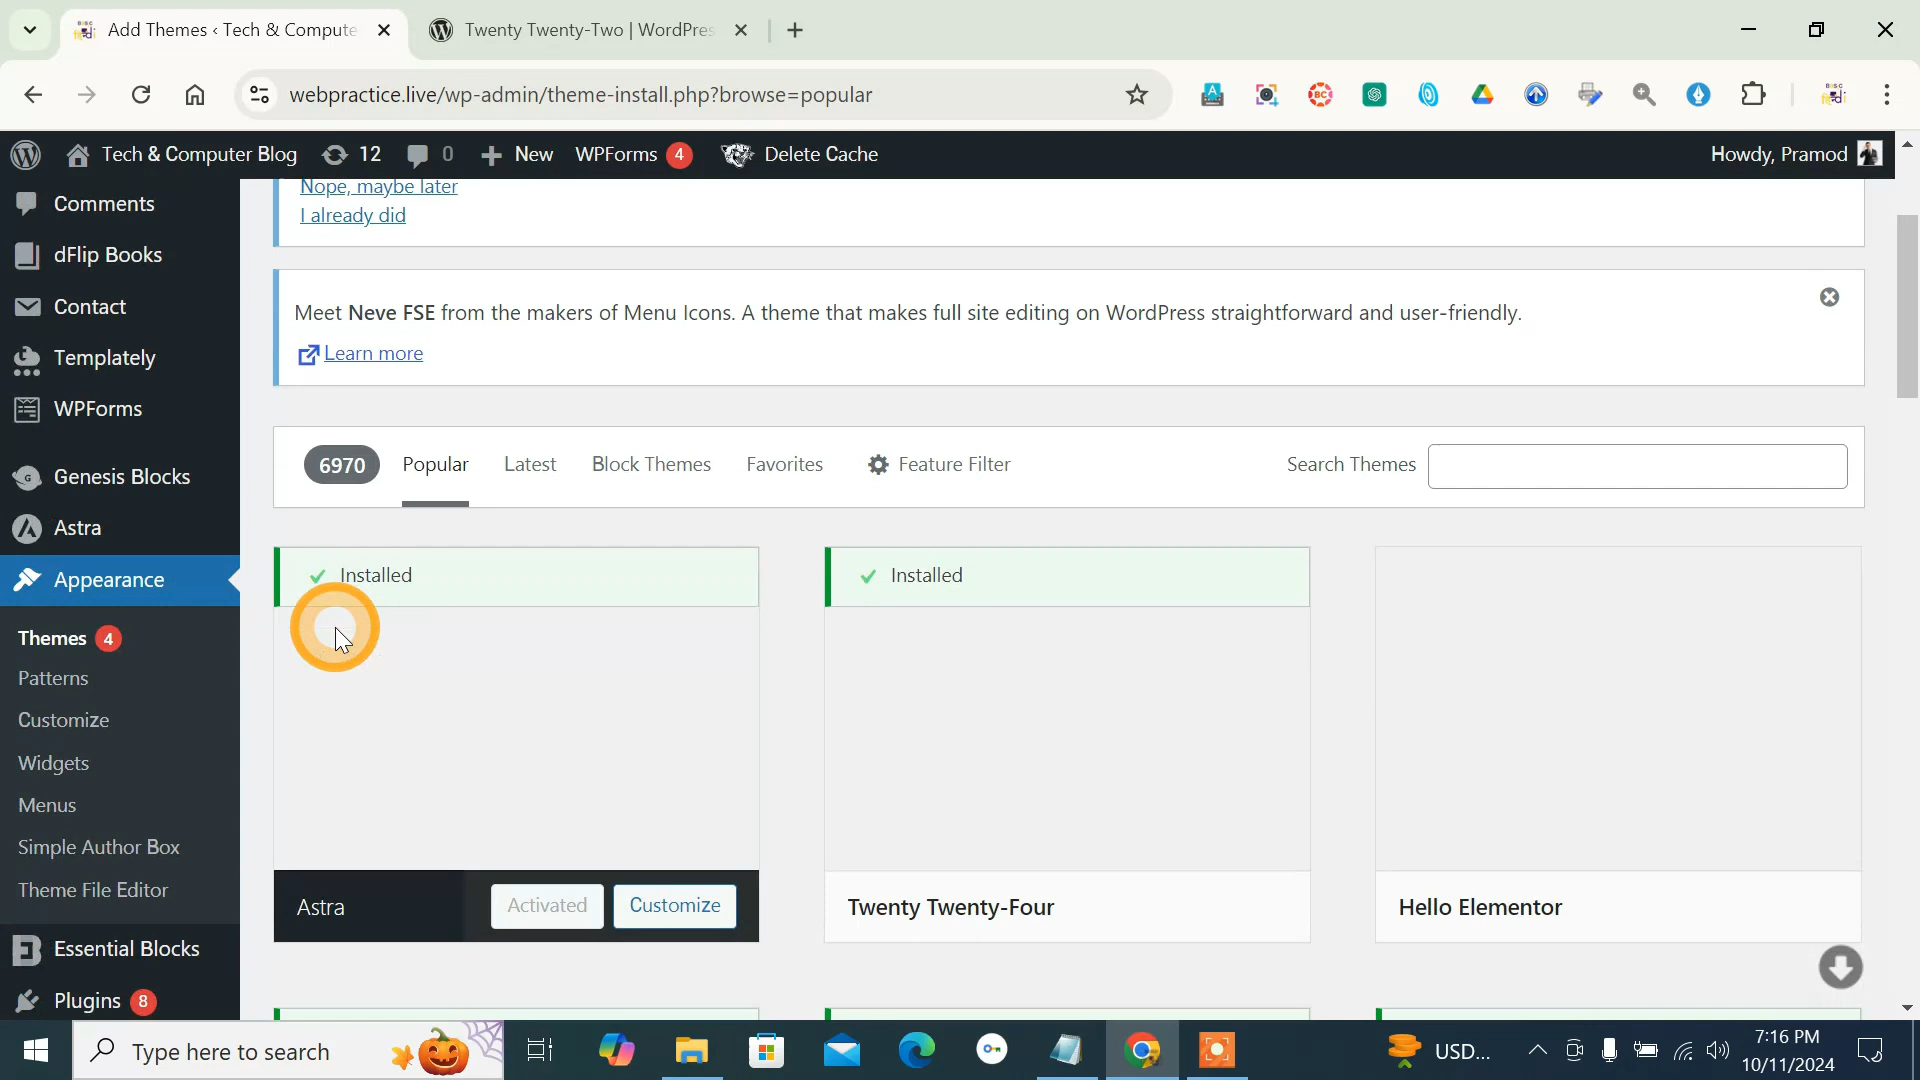 Add Themes ‹ Tech & Compute
Twenty Twenty-Two | WordPres
webpractice.live/wp-admin/theme-install.php?browse=popular
Tech & Computer Blog
12
0
New
WPForms 4
Delete Cache
Howdy, Pramod
Comments
dFlip Books
Contact
Templately
WPForms
Genesis Blocks
Astra
Appearance
Themes 4
Patterns
Customize
Widgets
Menus
Simple Author Box
Theme File Editor
Essential Blocks
Plugins 8
Nope, maybe later
I already did
Meet Neve FSE from the makers of Menu Icons. A theme that makes full site editing on WordPress straightforward and user-friendly.
Learn more
6970 Popular Latest Block Themes Favorites Feature Filter Search Themes
Installed
Installed
Astra
Activated
Customize
Twenty Twenty-Four
Hello Elementor
Type here to search
USD...
7:16 PM
10/11/2024